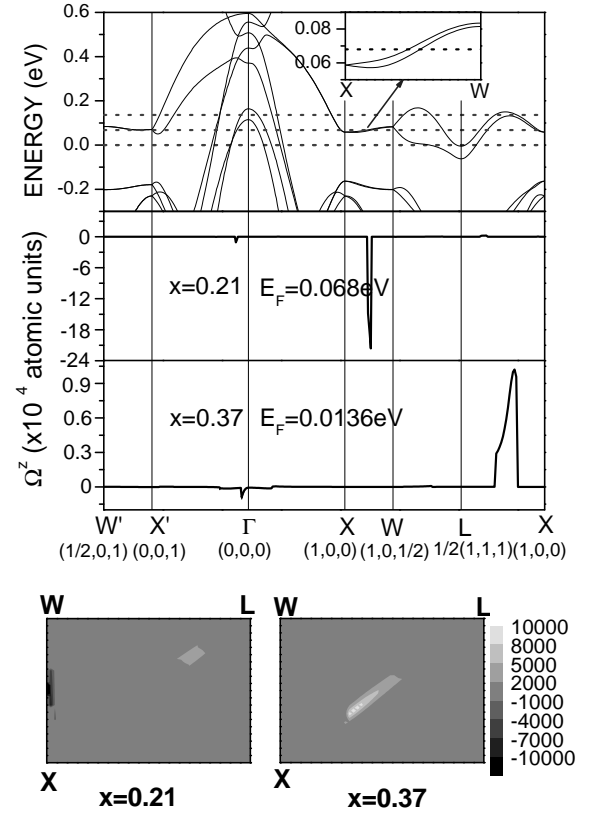 0.6
0.4
0.2
0.0
-0.2
ENERGY (eV)
0.08
0.06
X W
0
-6
-12
-18
-24
x=0.21 E_F=0.068eV
0.9
0.6
0.3
0
x=0.37 E_F=0.0136eV
Ω^z (x10^4 atomic units)
W' X' Γ X W L X
(1/2,0,1) (0,0,1) (0,0,0) (1,0,0) (1,0,1/2) 1/2(1,1,1) (1,0,0)
W L W L
10000
8000
5000
2000
-1000
-4000
-7000
-10000
X X
x=0.21 x=0.37